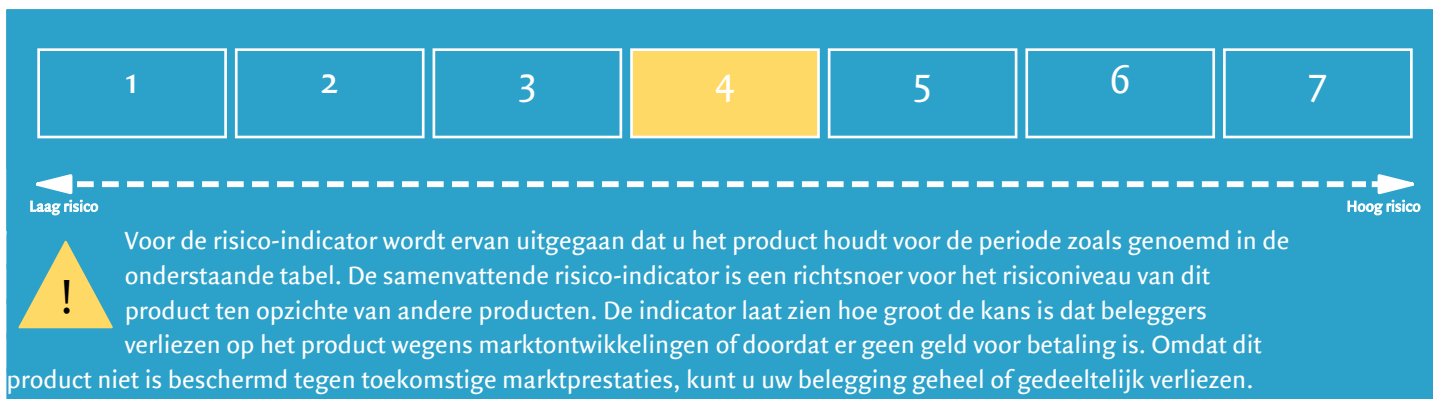 1 2 3 4 5 6 7
Laag risico Hoog risico
Voor de risico-indicator wordt ervan uitgegaan dat u het product houdt voor de periode zoals genoemd in de
onderstaande tabel. De samenvattende risico-indicator is een richtsnoer voor het risiconiveau van dit
! product ten opzichte van andere producten. De indicator laat zien hoe groot de kans is dat beleggers
verliezen op het product wegens marktontwikkelingen of doordat er geen geld voor betaling is. Omdat dit
product niet is beschermd tegen toekomstige marktprestaties, kunt u uw belegging geheel of gedeeltelijk verliezen.